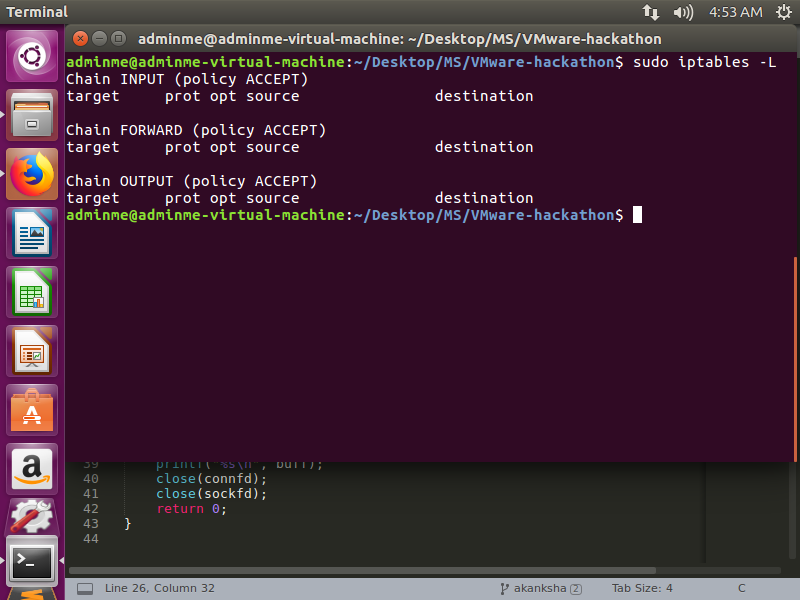 Terminal
4:53 AM
adminme@adminme-virtual-machine: ~/Desktop/MS/VMware-hackathon
adminme@adminme-virtual-machine:~/Desktop/MS/VMware-hackathon$ sudo iptables -L
Chain INPUT (policy ACCEPT)
target     prot opt source               destination
Chain FORWARD (policy ACCEPT)
target     prot opt source               destination
Chain OUTPUT (policy ACCEPT)
target     prot opt source               destination
adminme@adminme-virtual-machine:~/Desktop/MS/VMware-hackathon$
39 printf("%s\n", buff);
40 close(connfd);
41 close(sockfd);
42 return 0;
43 }
44
Line 26, Column 32
akanksha 2
Tab Size: 4
C